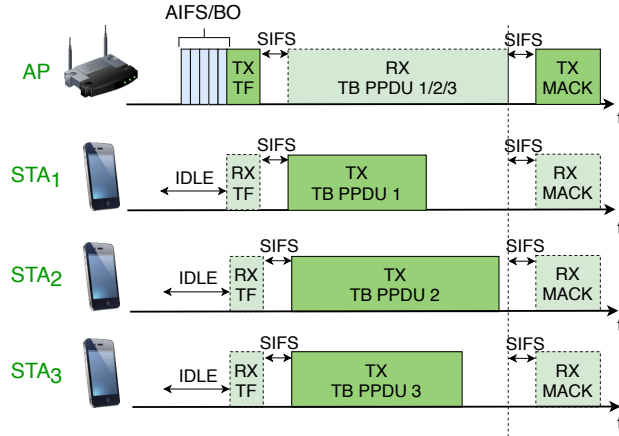 AIFS/BO
AP
TX
TF
SIFS
RX
TB PPDU 1/2/3
SIFS
TX
MACK
t
STA1
IDLE
RX
TF
SIFS
TX
TB PPDU 1
SIFS
RX
MACK
t
STA2
IDLE
RX
TF
SIFS
TX
TB PPDU 2
SIFS
RX
MACK
t
STA3
IDLE
RX
TF
SIFS
TX
TB PPDU 3
SIFS
RX
MACK
t